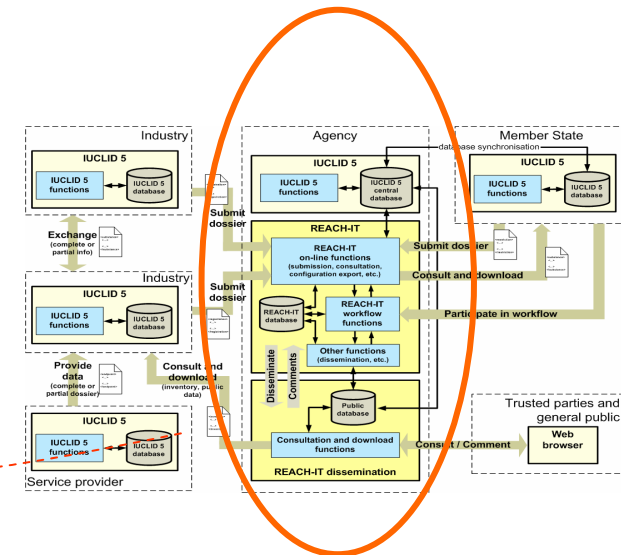 Industry
IUCLID 5
IUCLID 5
functions
IUCLID 5
database
Exchange
(complete or
partial info)
Industry
IUCLID 5
IUCLID 5
functions
IUCLID 5
database
Provide
data
(complete or
partial dossier)
Consult and
download
(inventory, public
data)
IUCLID 5
IUCLID 5
functions
IUCLID 5
database
Service provider
Submit
dossier
Submit
dossier
Agency
IUCLID 5
IUCLID 5
functions
IUCLID 5
central
database
REACH-IT
REACH-IT
on-line functions
(submission, consultation,
configuration export, etc.)
REACH-IT
database
REACH-IT
workflow
functions
Other functions
(dissemination, etc.)
Disseminate
Comments
Public
database
Consultation and download
functions
REACH-IT dissemination
Member State
database synchronisation
IUCLID 5
IUCLID 5
functions
IUCLID 5
database
Submit dossier
Consult and download
Participate in workflow
Trusted parties and
general public
Web
browser
Consult / Comment